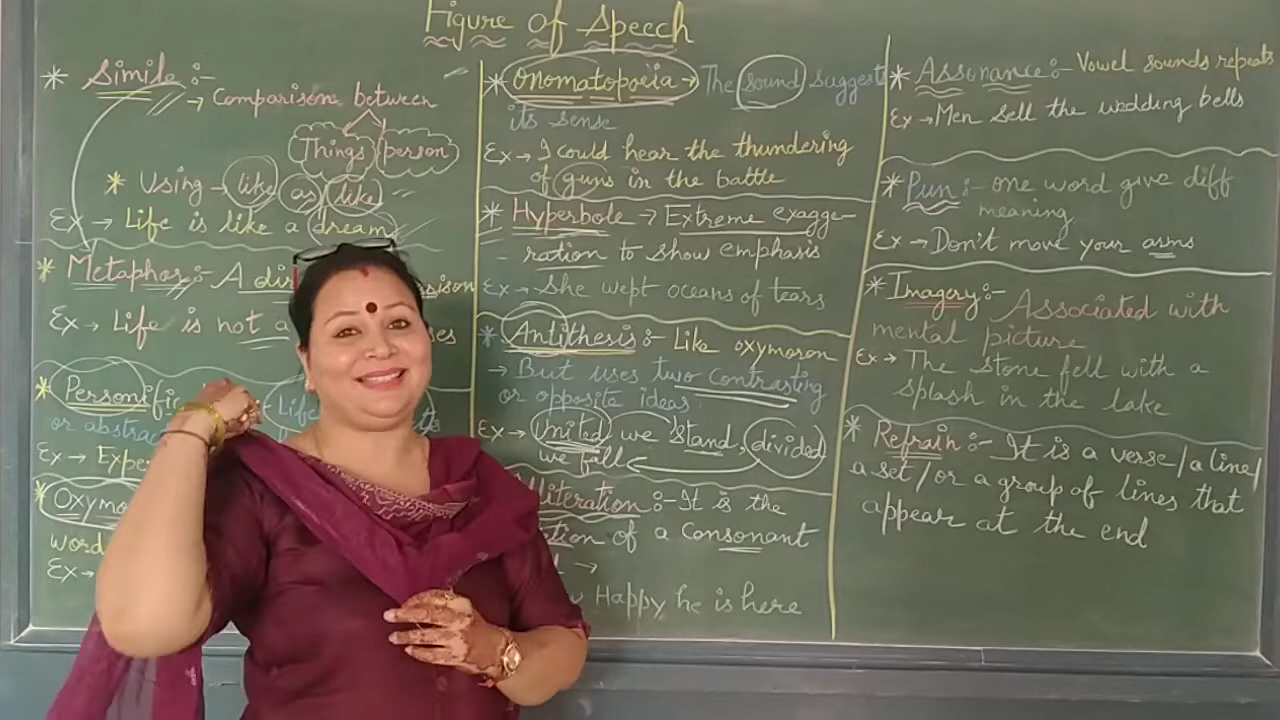 Figure of Speech
* Simile :-
→ Comparison between
Things person
* Using → like as like
Ex → Life is like a dream
* Metaphor :- A
Ex → Life is not a
*
Life
or
Ex →
*
word
Ex →
* Onomatopoeia → The sound suggest
its sense
Ex → I could hear the thundering
of guns in the battle
* Hyperbole → Extreme exagge-
- ration to show emphasis
Ex → She wept oceans of tears
* Antithesis :- Like oxymoron
→ But uses two contrasting
or opposite ideas.
Ex → United we stand, divided
we fall
:- It is the
of a consonant
→
Happy he is here
* Assonance :- Vowel sounds repeats
Ex → Men sell the wedding bells
* Pun :- one word give diff
meaning
Ex → Don't move your arms
* Imagery :- Associated with
mental picture
Ex → The stone fell with a
splash in the lake
* Refrain :- It is a verse/a line/
a set/or a group of lines that
appear at the end